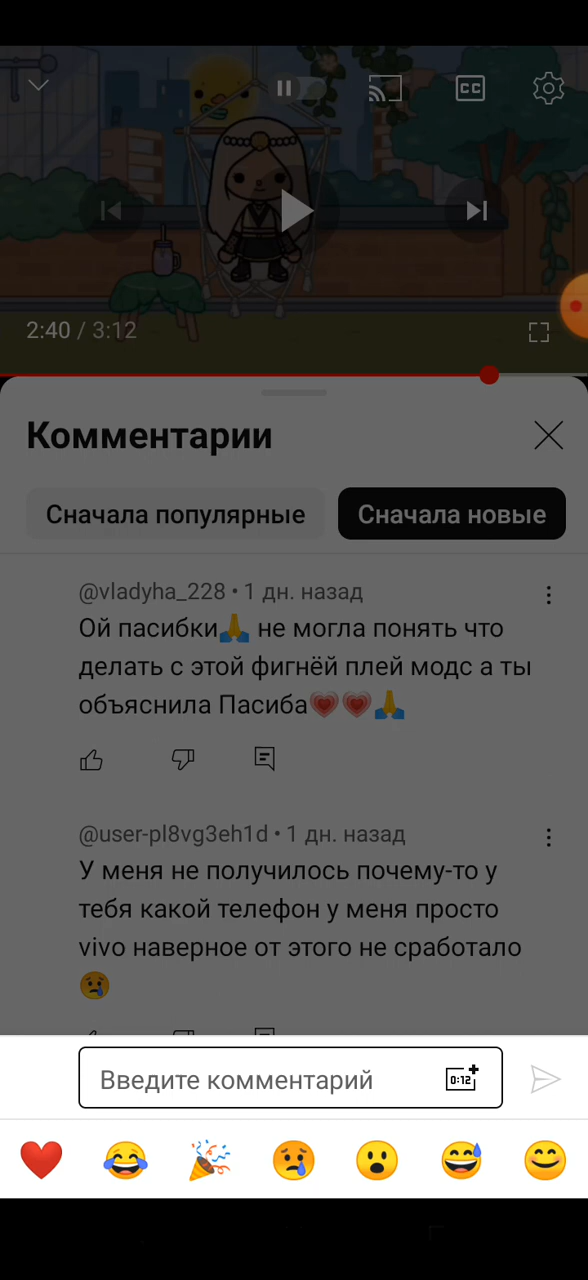 CC
2:40 / 3:12
Комментарии
Сначала популярные
Сначала новые
@vladyha_228 • 1 дн. назад
Ой пасибки🙏 не могла понять что
делать с этой фигнёй плей модс а ты
объяснила Пасиба💗💗🙏
@user-pl8vg3eh1d • 1 дн. назад
У меня не получилось почему-то у
тебя какой телефон у меня просто
vivo наверное от этого не сработало
😢
Введите комментарий
0:12